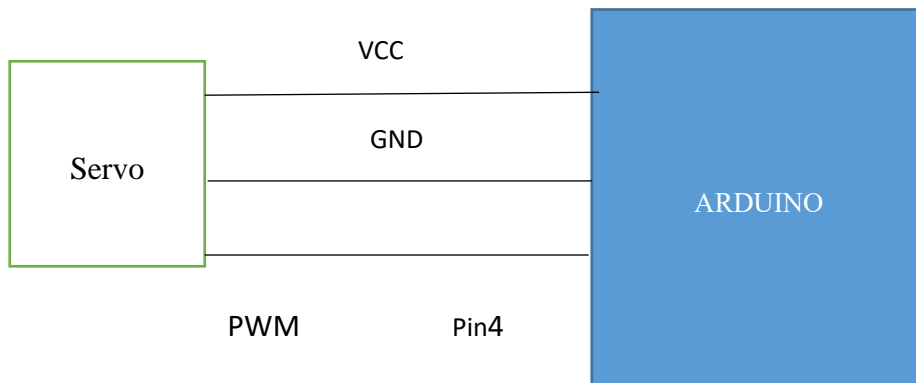 VCC
GND
Servo
ARDUINO
PWM
Pin4